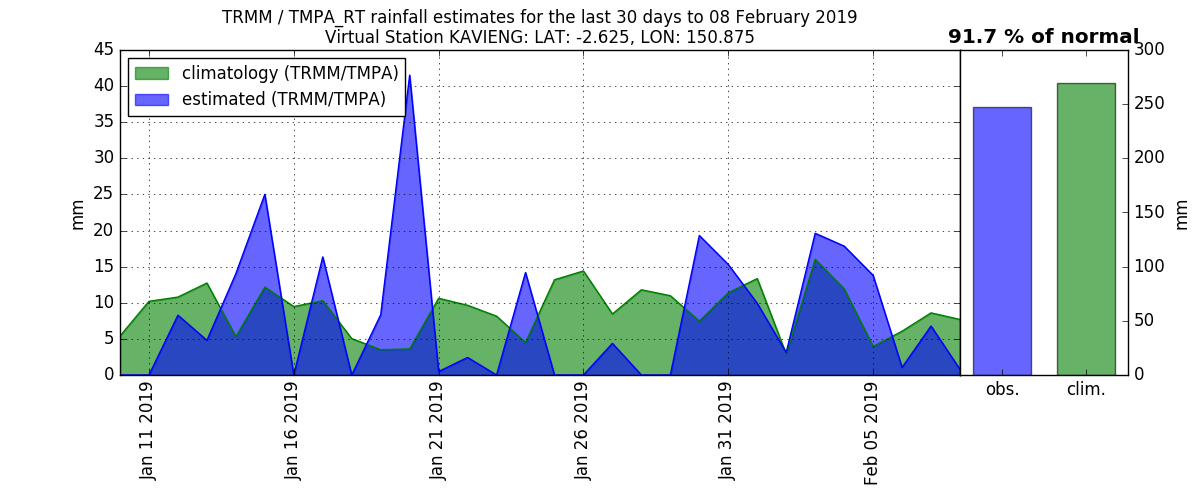 TRMM / TMPA_RT rainfall estimates for the last 30 days to 08 February 2019
Virtual Station KAVIENG: LAT: -2.625, LON: 150.875
91.7 % of normal
climatology (TRMM/TMPA)
estimated (TRMM/TMPA)
mm
45
40
35
30
25
20
15
10
5
0
Jan 11 2019
Jan 16 2019
Jan 21 2019
Jan 26 2019
Jan 31 2019
Feb 05 2019
obs.
clim.
300
250
200
150
100
50
0
mm